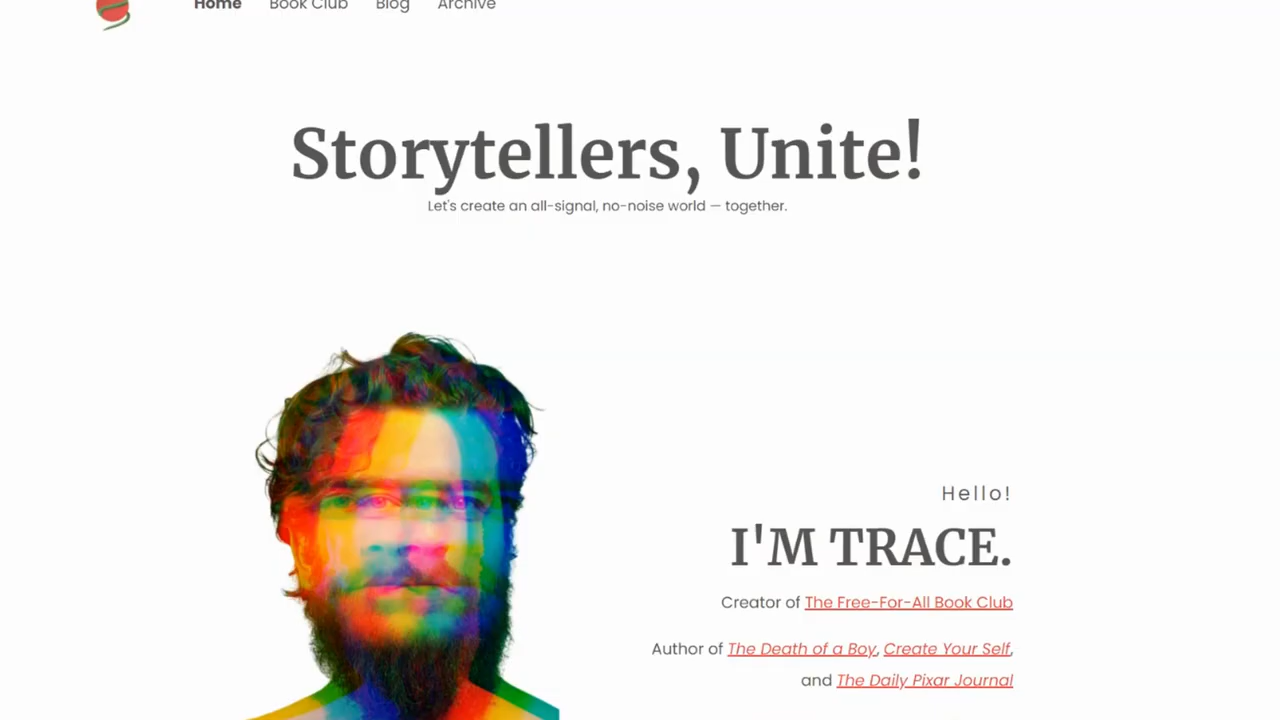 Home Book Club Blog Archive
Storytellers, Unite!
Let's create an all-signal, no-noise world — together.
Hello!
I'M TRACE.
Creator of The Free-For-All Book Club
Author of The Death of a Boy, Create Your Self,
and The Daily Pixar Journal